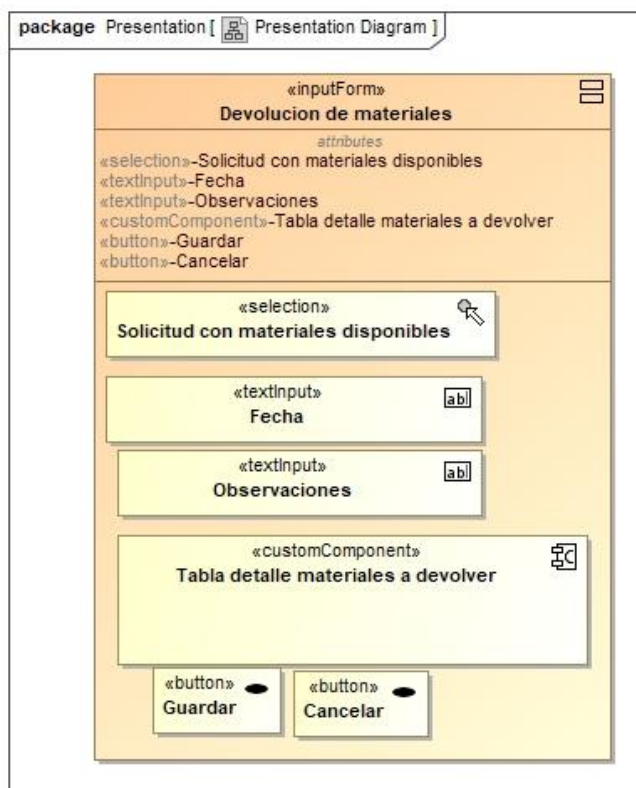 package Presentation [ Presentation Diagram ]
«inputForm»
Devolucion de materiales
attributes
«selection»-Solicitud con materiales disponibles
«textInput»-Fecha
«textInput»-Observaciones
«customComponent»-Tabla detalle materiales a devolver
«button»-Guardar
«button»-Cancelar
«selection»
Solicitud con materiales disponibles
«textInput»
ab
Fecha
«textInput»
ab
Observaciones
«customComponent»
Tabla detalle materiales a devolver
«button»
Guardar
«button»
Cancelar